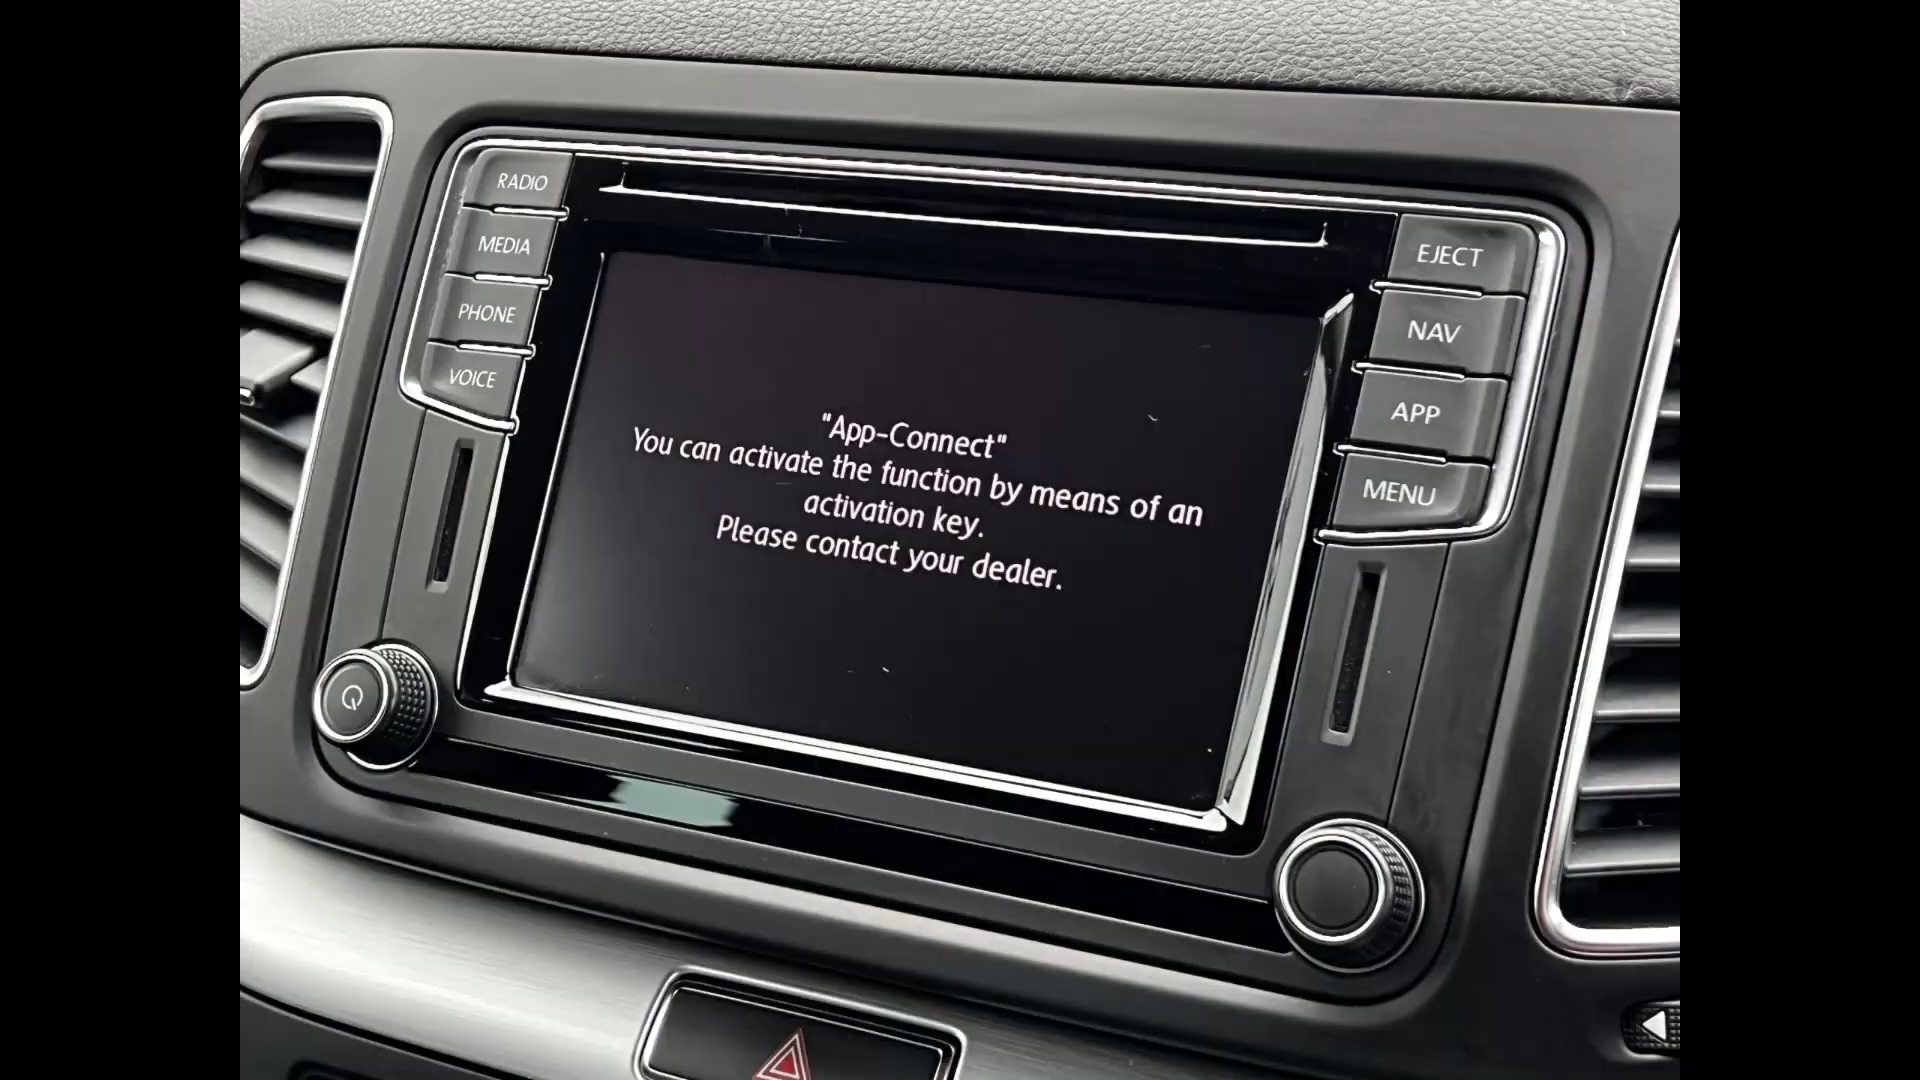 RADIO
MEDIA
PHONE
VOICE
"App-Connect"
You can activate the function by means of an
activation key.
Please contact your dealer.
EJECT
NAV
APP
MENU